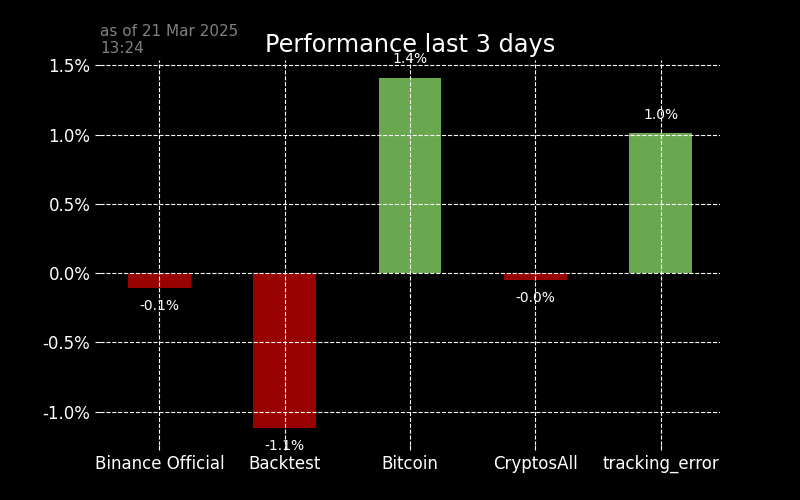 as of 21 Mar 2025
13:24
Performance last 3 days
1.5%
1.0%
0.5%
0.0%
-0.5%
-1.0%
-0.1%
-1.1%
1.4%
-0.0%
1.0%
Binance Official
Backtest
Bitcoin
CryptosAll
tracking_error